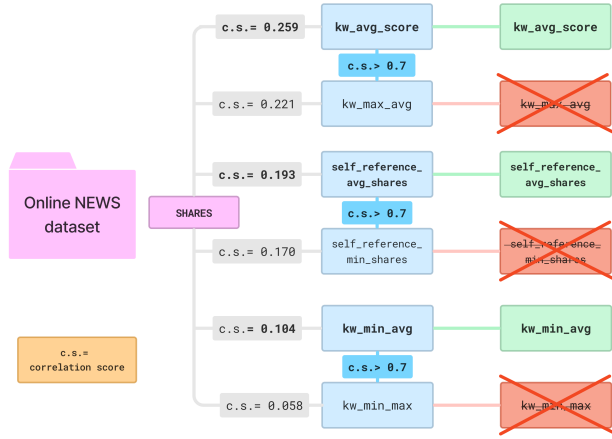 c.s.= 0.259
kw_avg_score
kw_avg_score
c.s.> 0.7
c.s.= 0.221
kw_max_avg
kw_max_avg
c.s.= 0.193
self_reference_
avg_shares
self_reference_
avg_shares
Online NEWS
dataset
SHARES
c.s.> 0.7
c.s.= 0.170
self_reference_
min_shares
self_reference_
min_shares
c.s.= 0.104
kw_min_avg
kw_min_avg
c.s.=
correlation score
c.s.> 0.7
c.s.= 0.058
kw_min_max
kw_min_max